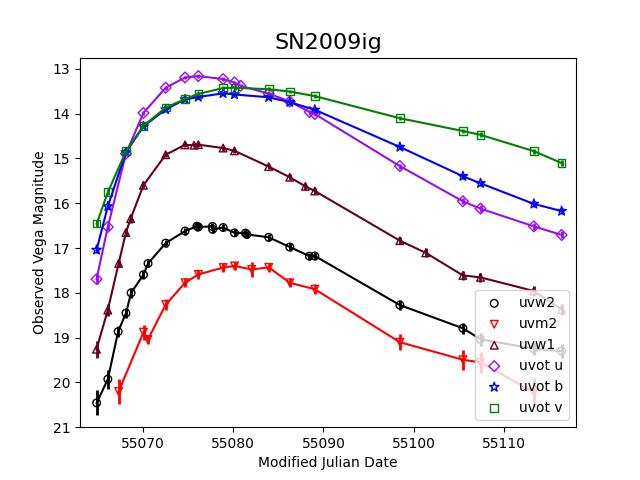 SN2009ig
Observed Vega Magnitude
13
14
15
16
17
18
19
20
21
55070
55080
55090
55100
55110
Modified Julian Date
uvw2
uvm2
uvw1
uvot u
uvot b
uvot v